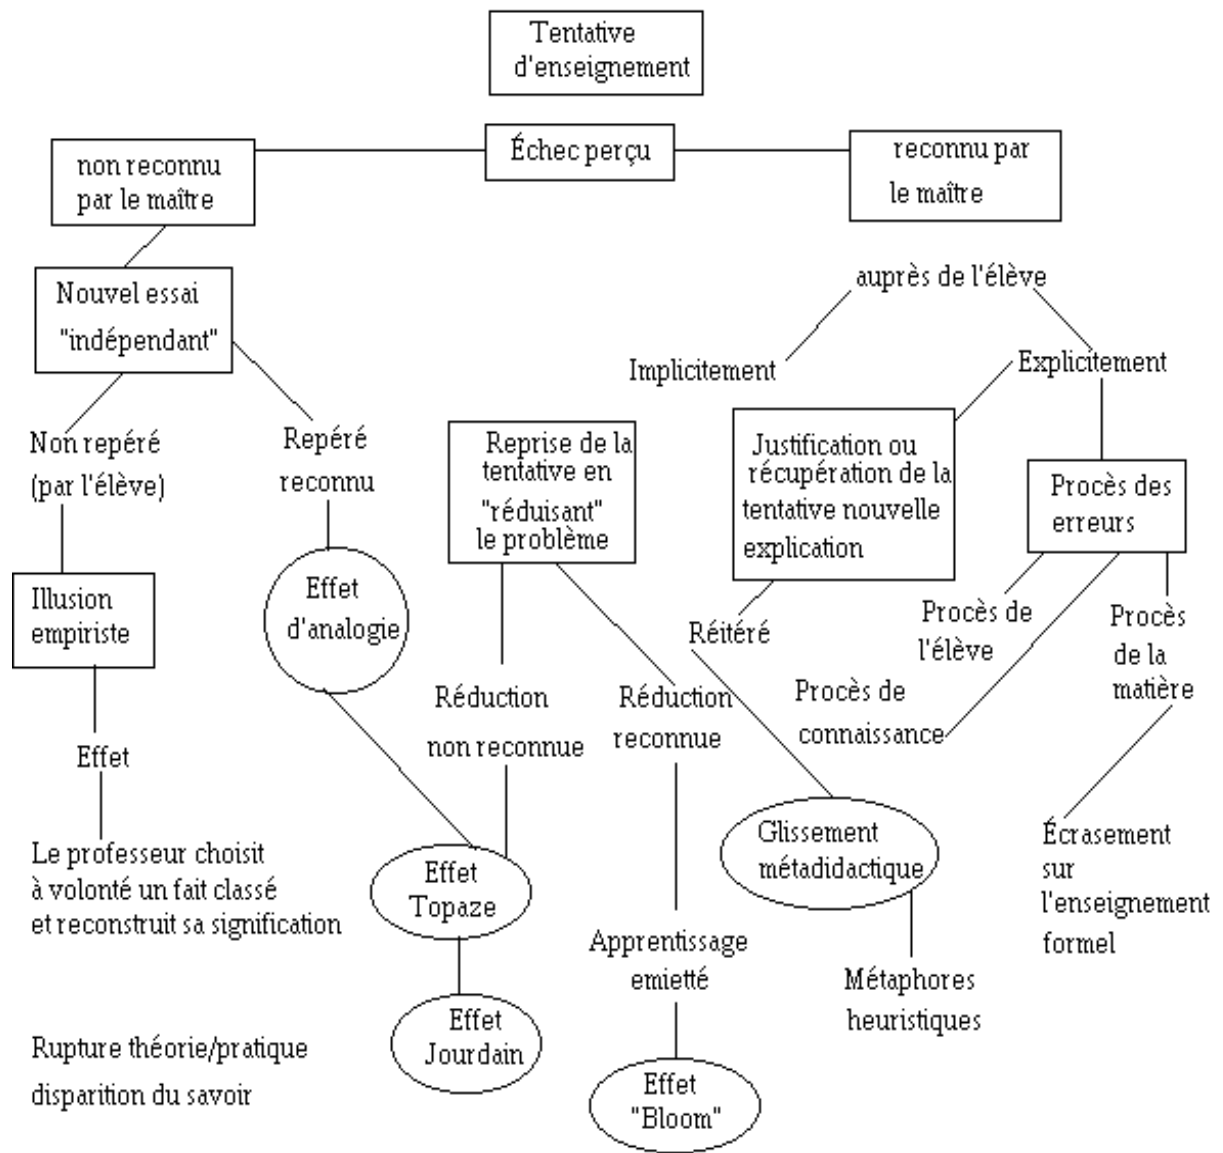 Tentative
d'enseignement
Échec perçu
non reconnu
par le maître
reconnu par
le maître
Nouvel essai
"indépendant"
auprès de l'élève
Implicitement
Explicitement
Non repéré
(par l'élève)
Repéré
reconnu
Reprise de la
tentative en
"réduisant"
le problème
Justification ou
récupération de la
tentative nouvelle
explication
Procès des
erreurs
Illusion
empiriste
Effet
d'analogie
Réitéré
Procès de
l'élève
Procès
de la
matière
Réduction
non reconnue
Réduction
reconnue
Procès de
connaissance
Effet
Le professeur choisit
à volonté un fait classé
et reconstruit sa signification
Effet
Topaze
Glissement
métadidactique
Écrasement
sur
l'enseignement
formel
Apprentissage
emietté
Métaphores
heuristiques
Rupture théorie/pratique
disparition du savoir
Effet
Jourdain
Effet
"Bloom"